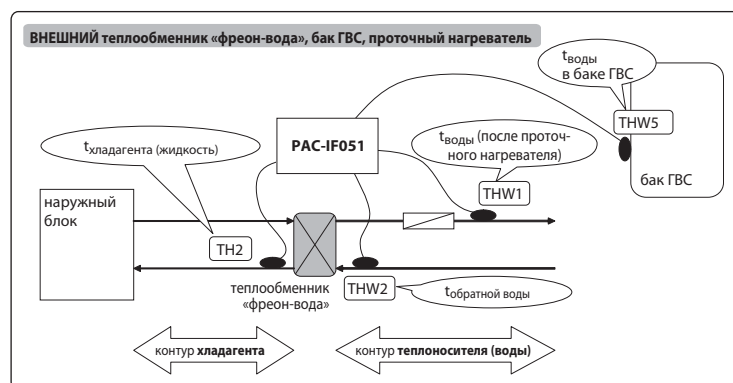 ВНЕШНИЙ теплообменник «фреон-вода», бак ГВС, проточный нагреватель
tводы
в баке ГВС
THW5
бак ГВС
PAC-IF051
tводы (после проточ-
ного нагревателя)
THW1
tхладагента (жидкость)
наружный
блок
TH2
теплообменник
«фреон-вода»
THW2
tобратной воды
контур хладагента
контур теплоносителя (воды)